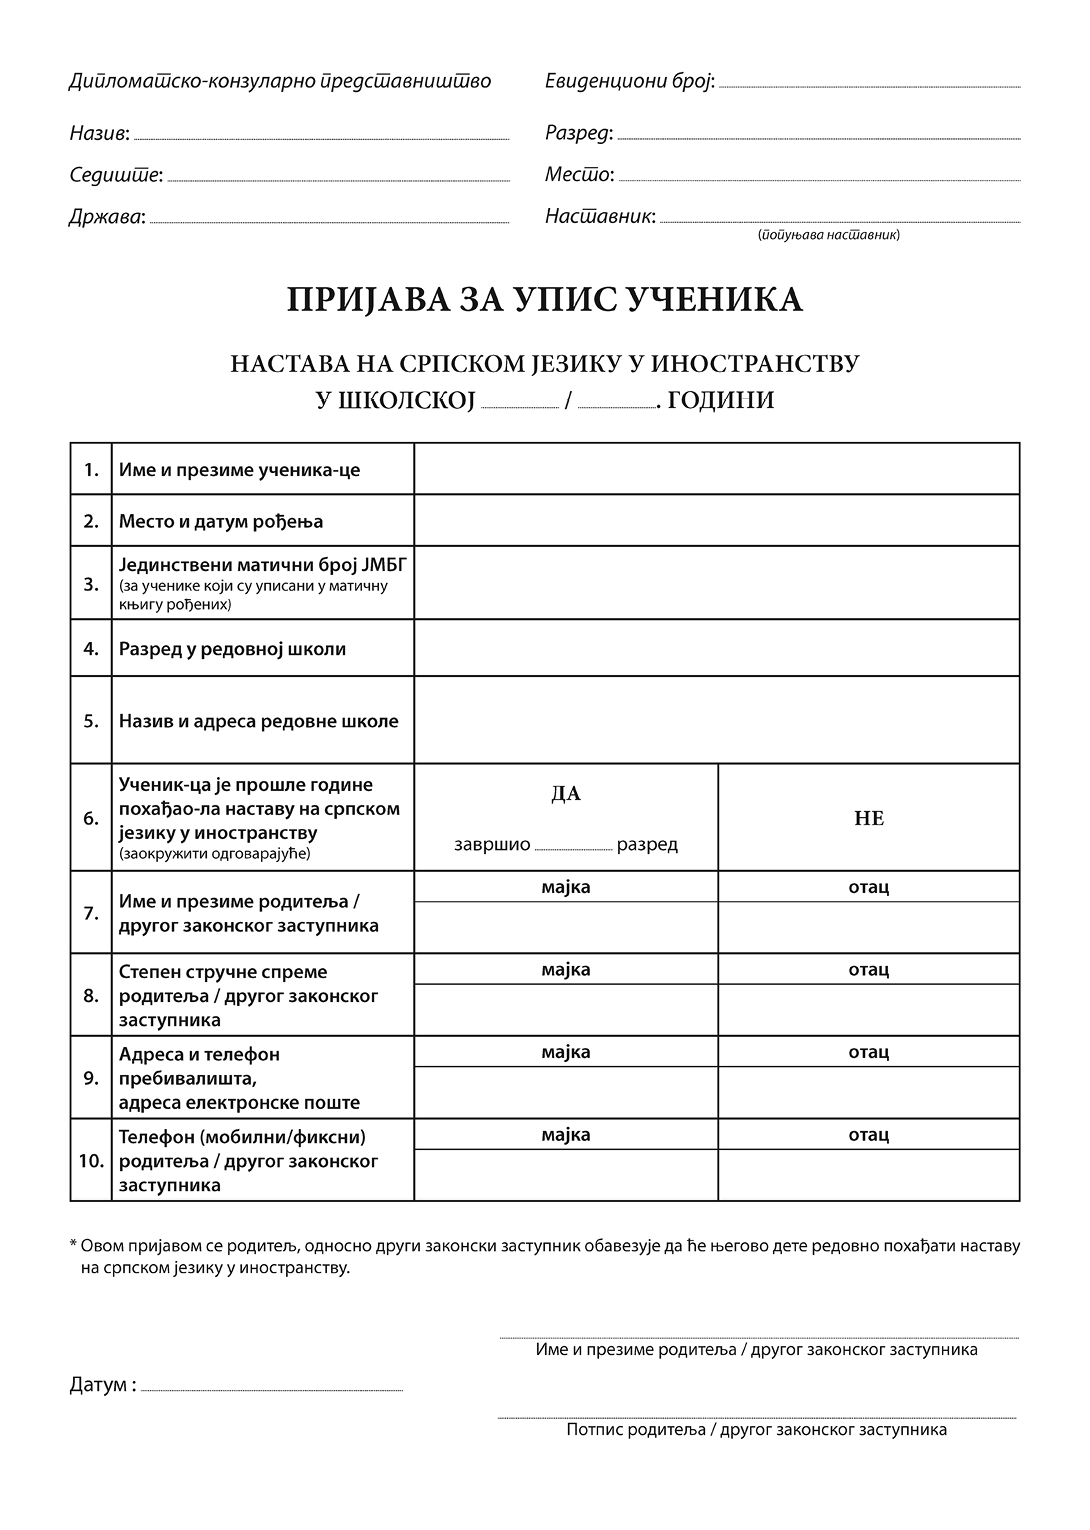 Дипломатско-конзуларно представништво
Евиденциони број:
Назив:
Разред:
Седиште:
Место:
Држава:
Наставник:
(попуњава наставник)
ПРИЈАВА ЗА УПИС УЧЕНИКА
НАСТАВА НА СРПСКОМ ЈЕЗИКУ У ИНОСТРАНСТВУ
У ШКОЛСКОЈ / . ГОДИНИ
1. Име и презиме ученика-це
2. Место и датум рођења
3. Јединствени матични број ЈМБГ
(за ученике који су уписани у матичну
књигу рођених)
4. Разред у редовној школи
5. Назив и адреса редовне школе
6. Ученик-ца је прошле године
похађао-ла наставу на српском
језику у иностранству
(заокружити одговарајуће)
ДА
завршио разред
НЕ
7. Име и презиме родитеља /
другог законског заступника
мајка
отац
8. Степен стручне спреме
родитеља / другог законског
заступника
мајка
отац
9. Адреса и телефон
пребивалишта,
адреса електронске поште
мајка
отац
10. Телефон (мобилни/фиксни)
родитеља / другог законског
заступника
мајка
отац
* Овом пријавом се родитељ, односно други законски заступник обавезује да ће његово дете редовно похађати наставу
на српском језику у иностранству.
Име и презиме родитеља / другог законског заступника
Датум :
Потпис родитеља / другог законског заступника